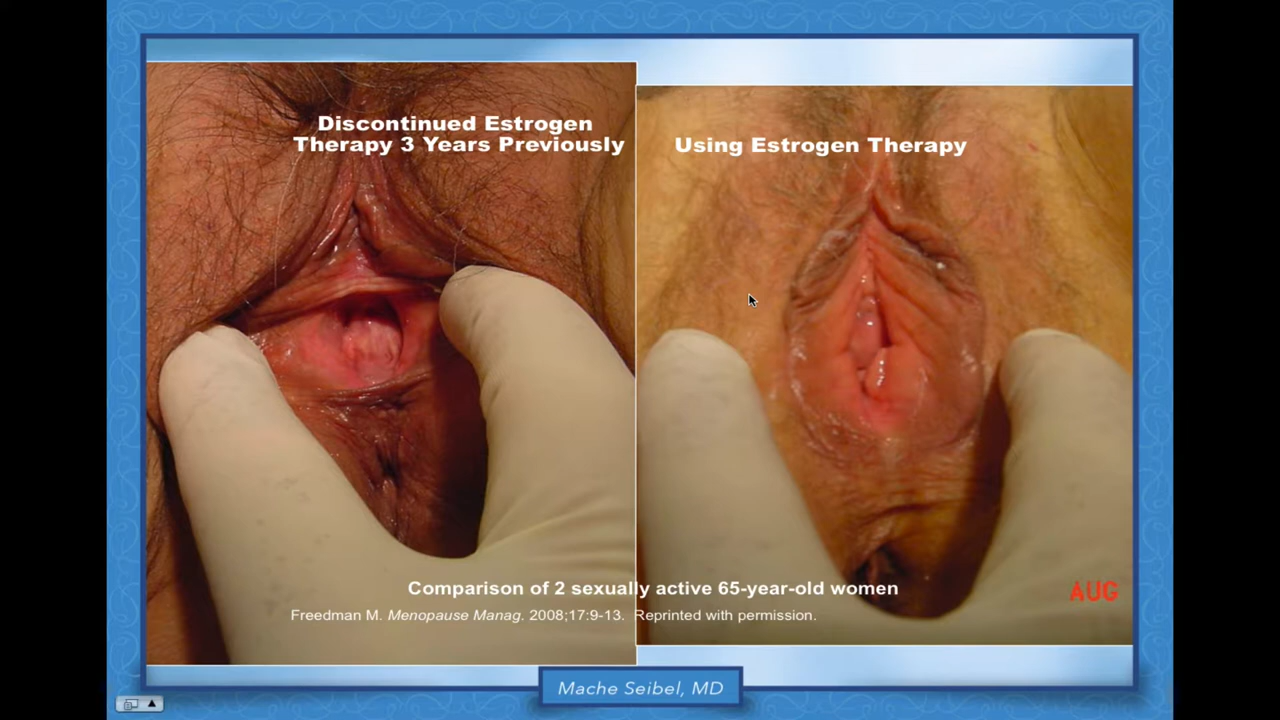 Discontinued Estrogen
Therapy 3 Years Previously
Using Estrogen Therapy
Comparison of 2 sexually active 65-year-old women
Freedman M. Menopause Manag. 2008;17:9-13. Reprinted with permission.
AUG
Mache Seibel, MD